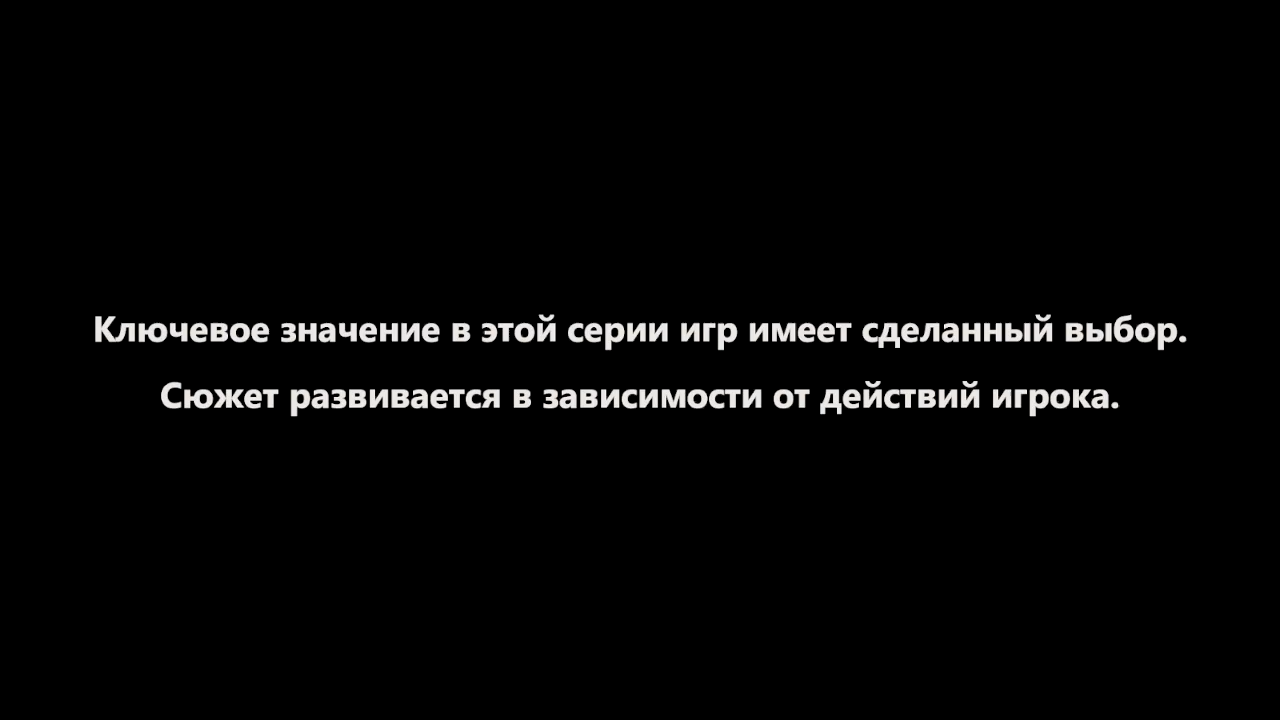 Ключевое значение в этой серии игр имеет сделанный выбор.
Сюжет развивается в зависимости от действий игрока.